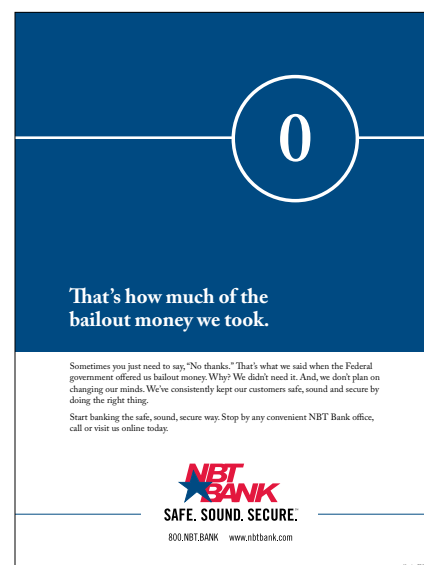 0
That's how much of the
bailout money we took.
Sometimes you just need to say, “No thanks.” That's what we said when the Federal
government offered us bailout money. Why? We didn't need it. And, we don't plan on
changing our minds. We've consistently kept our customers safe, sound and secure by
doing the right thing.
Start banking the safe, sound, secure way. Stop by any convenient NBT Bank office,
call or visit us online today.
NBT
BANK
SAFE. SOUND. SECURE.
800.NBT.BANK www.nbtbank.com